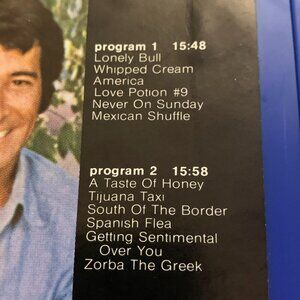 program 1 15:48
Lonely Bull
Whipped Cream
America
Love Potion #9
Never On Sunday
Mexican Shuffle
program 2 15:58
A Taste Of Honey
Tijuana Taxi
South Of The Border
Spanish Flea
Getting Sentimental
Over You
Zorba The Greek